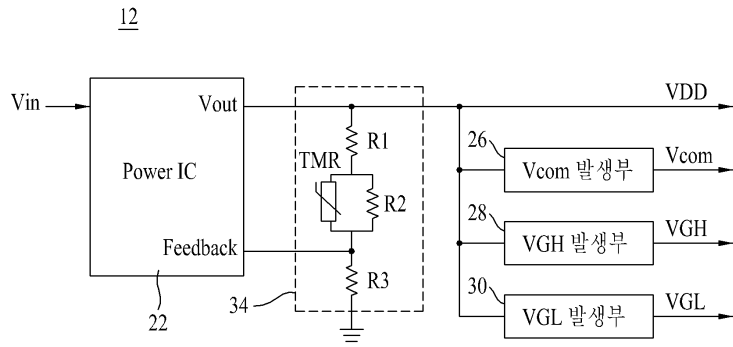 12
Vin
Vout
Power IC
Feedback
22
34
TMR
R1
R2
R3
VDD
26
Vcom 발생부
Vcom
28
VGH 발생부
VGH
30
VGL 발생부
VGL